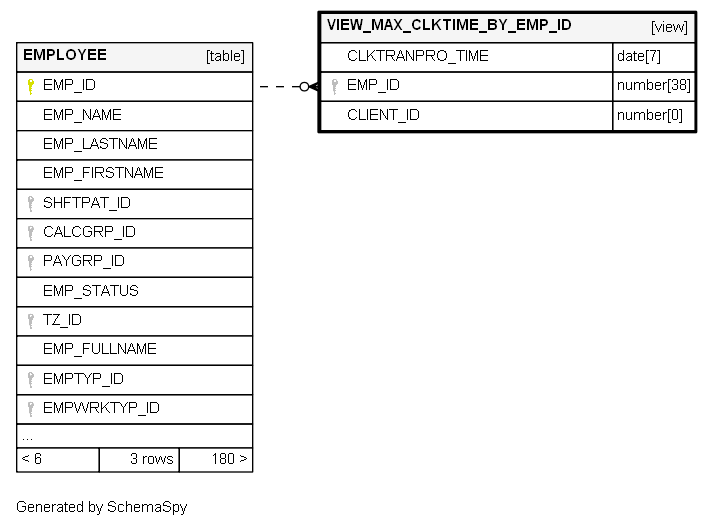 EMPLOYEE [table]
EMP_ID
EMP_NAME
EMP_LASTNAME
EMP_FIRSTNAME
SHFTPAT_ID
CALCGRP_ID
PAYGRP_ID
EMP_STATUS
TZ_ID
EMP_FULLNAME
EMPTYP_ID
EMPWRKTYP_ID
...
< 6 3 rows 180 >
VIEW_MAX_CLKTIME_BY_EMP_ID [view]
CLKTRANPRO_TIME date[7]
EMP_ID number[38]
CLIENT_ID number[0]
Generated by SchemaSpy